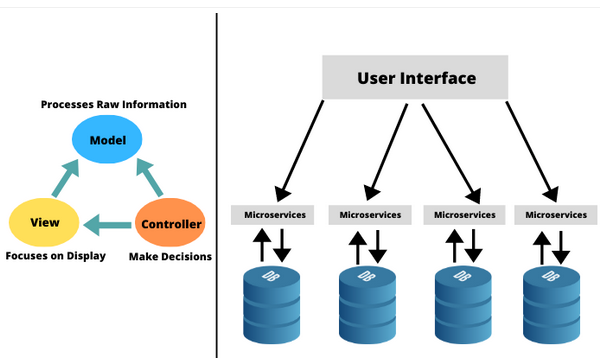 Processes Raw Information
Model
View
Controller
Focuses on Display
Make Decisions
User Interface
Microservices
Microservices
Microservices
Microservices
DB
DB
DB
DB